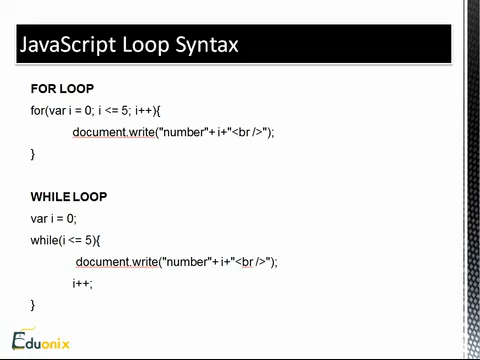 JavaScript Loop Syntax
FOR LOOP
for(var i = 0; i <= 5; i++){
document.write("number"+ i+"<br />");
}
WHILE LOOP
var i = 0;
while(i <= 5){
document.write("number"+ i+"<br />");
i++;
}
Eduonix